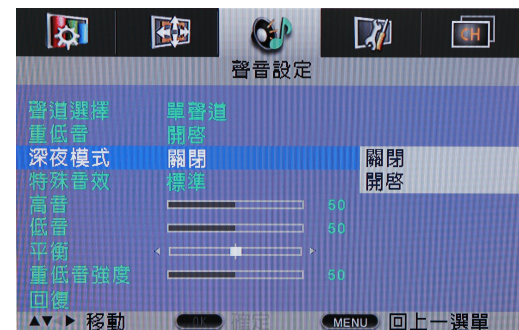 CH
聲音設定
聲道選擇 單聲道
重低音 開啓
深夜模式 關閉 關閉
特殊音效 標準 開啓
高音 50
低音 50
平衡
重低音強度 50
回復
▲▼◀▶ 移動 OK 確定 MENU 回上一選單